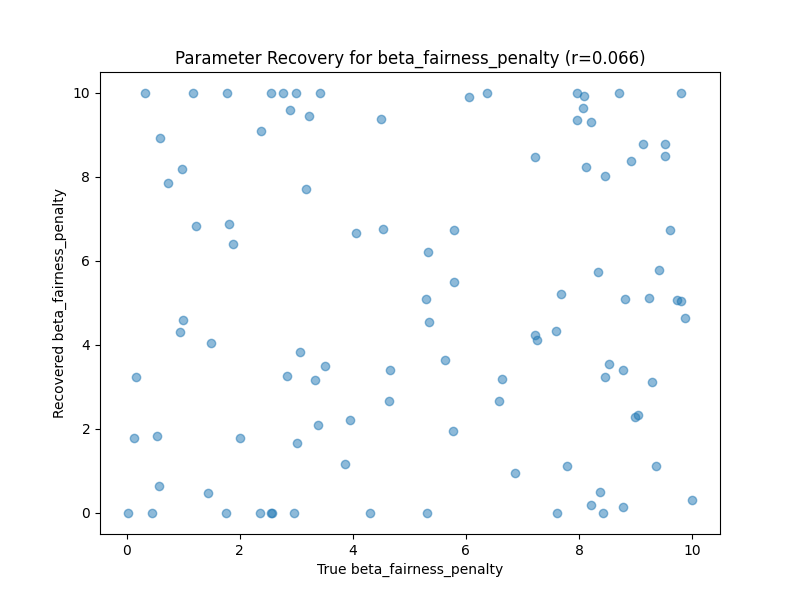 Parameter Recovery for beta_fairness_penalty (r=0.066)
10
8
6
4
2
0
Recovered beta_fairness_penalty
0 2 4 6 8 10
True beta_fairness_penalty